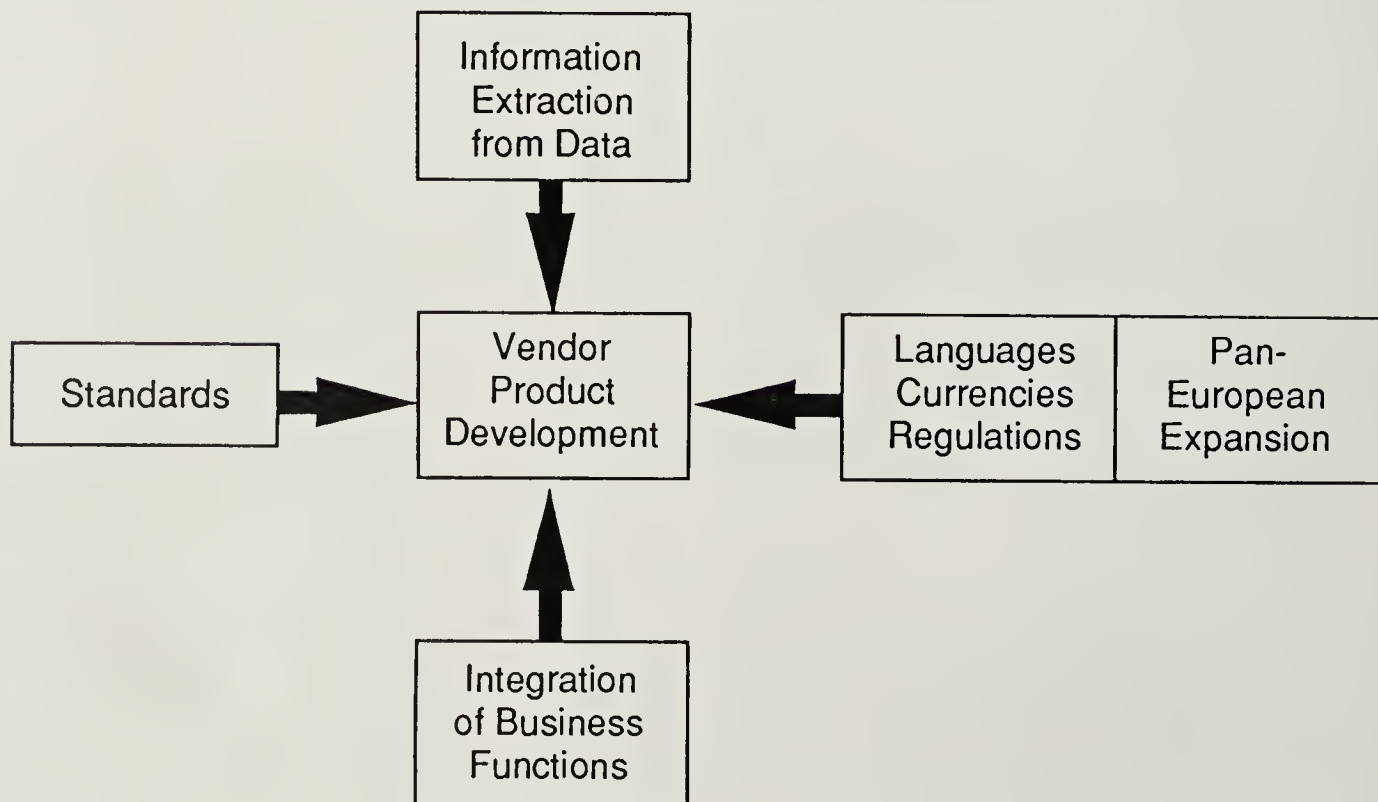 Information
Extraction
from Data
Standards
Vendor
Product
Development
Languages
Currencies
Regulations
Pan-
European
Expansion
Integration
of Business
Functions